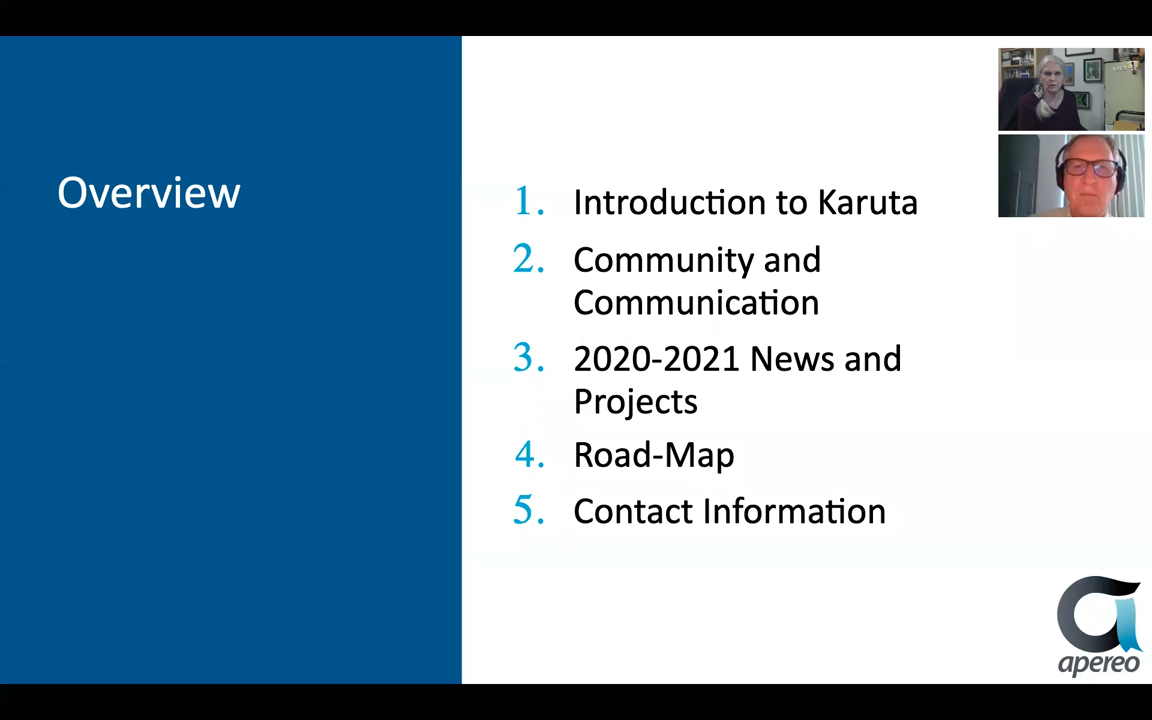 Overview
1. Introduction to Karuta
2. Community and
Communication
3. 2020-2021 News and
Projects
4. Road-Map
5. Contact Information
apereo